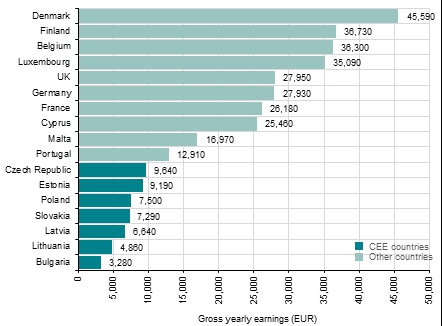 Denmark 45,590
Finland 36,730
Belgium 36,300
Luxembourg 35,090
UK 27,950
Germany 27,930
France 26,180
Cyprus 25,460
Malta 16,970
Portugal 12,910
Czech Republic 9,640
Estonia 9,190
Poland 7,500
Slovakia 7,290
Latvia 6,640
Lithuania 4,860
Bulgaria 3,280
CEE countries
Other countries
0 5,000 10,000 15,000 20,000 25,000 30,000 35,000 40,000 45,000 50,000
Gross yearly earnings (EUR)